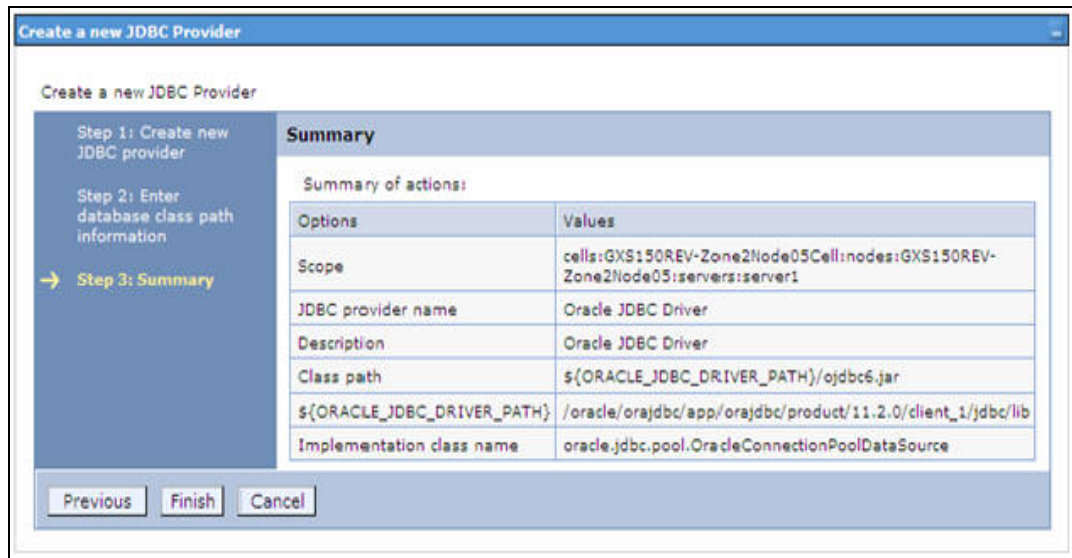 Create a new JDBC Provider
Create a new JDBC Provider
Step 1: Create new
JDBC provider
Step 2: Enter
database class path
information
Step 3: Summary
Summary
Summary of actions:
Options Values
Scope cells:GXS150REV-Zone2Node05Cell:nodes:GXS150REV-
Zone2Node05:servers:server1
JDBC provider name Oracle JDBC Driver
Description Oracle JDBC Driver
Class path ${ORACLE_JDBC_DRIVER_PATH}/ojdbc6.jar
${ORACLE_JDBC_DRIVER_PATH} /oracle/orajdbc/app/orajdbc/product/11.2.0/client_1/jdbc/lib
Implementation class name oracle.jdbc.pool.OracleConnectionPoolDataSource
Previous Finish Cancel